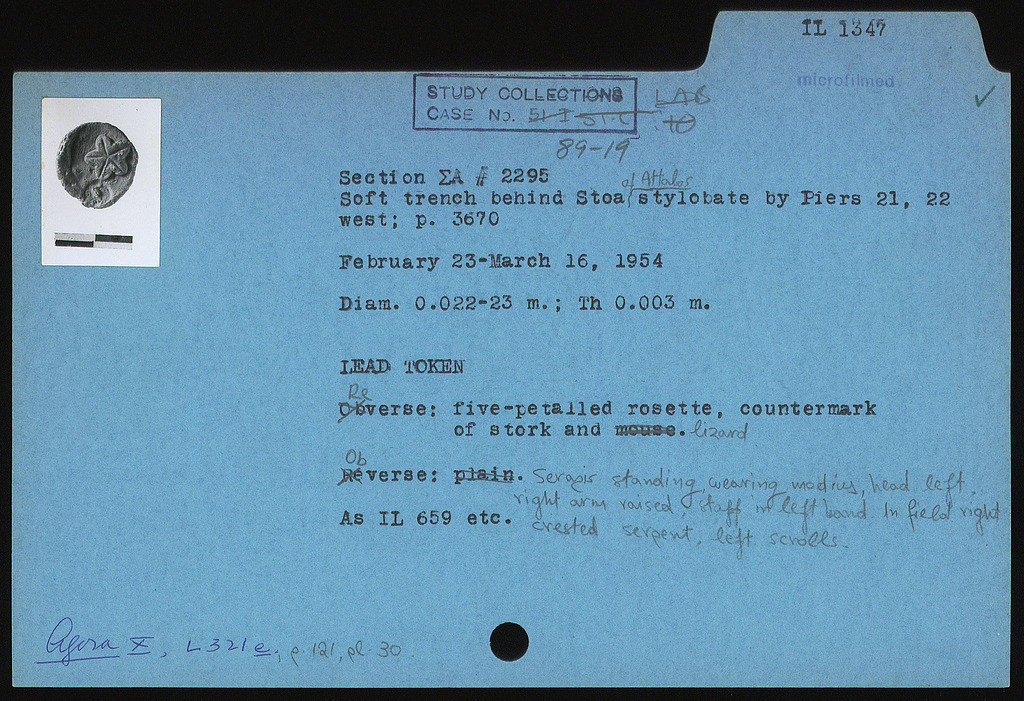 IL 1347
microfilmed
✓
STUDY COLLECTIONS LAB
CASE No. 51-I ST.C 10
89-19
Section ΣΑ # 2295
of Attalos
Soft trench behind Stoa stylobate by Piers 21, 22
west; p. 3670
February 23-March 16, 1954
Diam. 0.022-23 m.; Th 0.003 m.
LEAD TOKEN
Re
Obverse: five-petalled rosette, countermark
of stork and mouse. lizard
Ob
Reverse: plain. Serapis standing, wearing modius, head left,
right arm raised, staff in left hand. In field right
As IL 659 etc. crested serpent, left scrolls.
Agora X, L 321 e, p. 121, pl. 30.